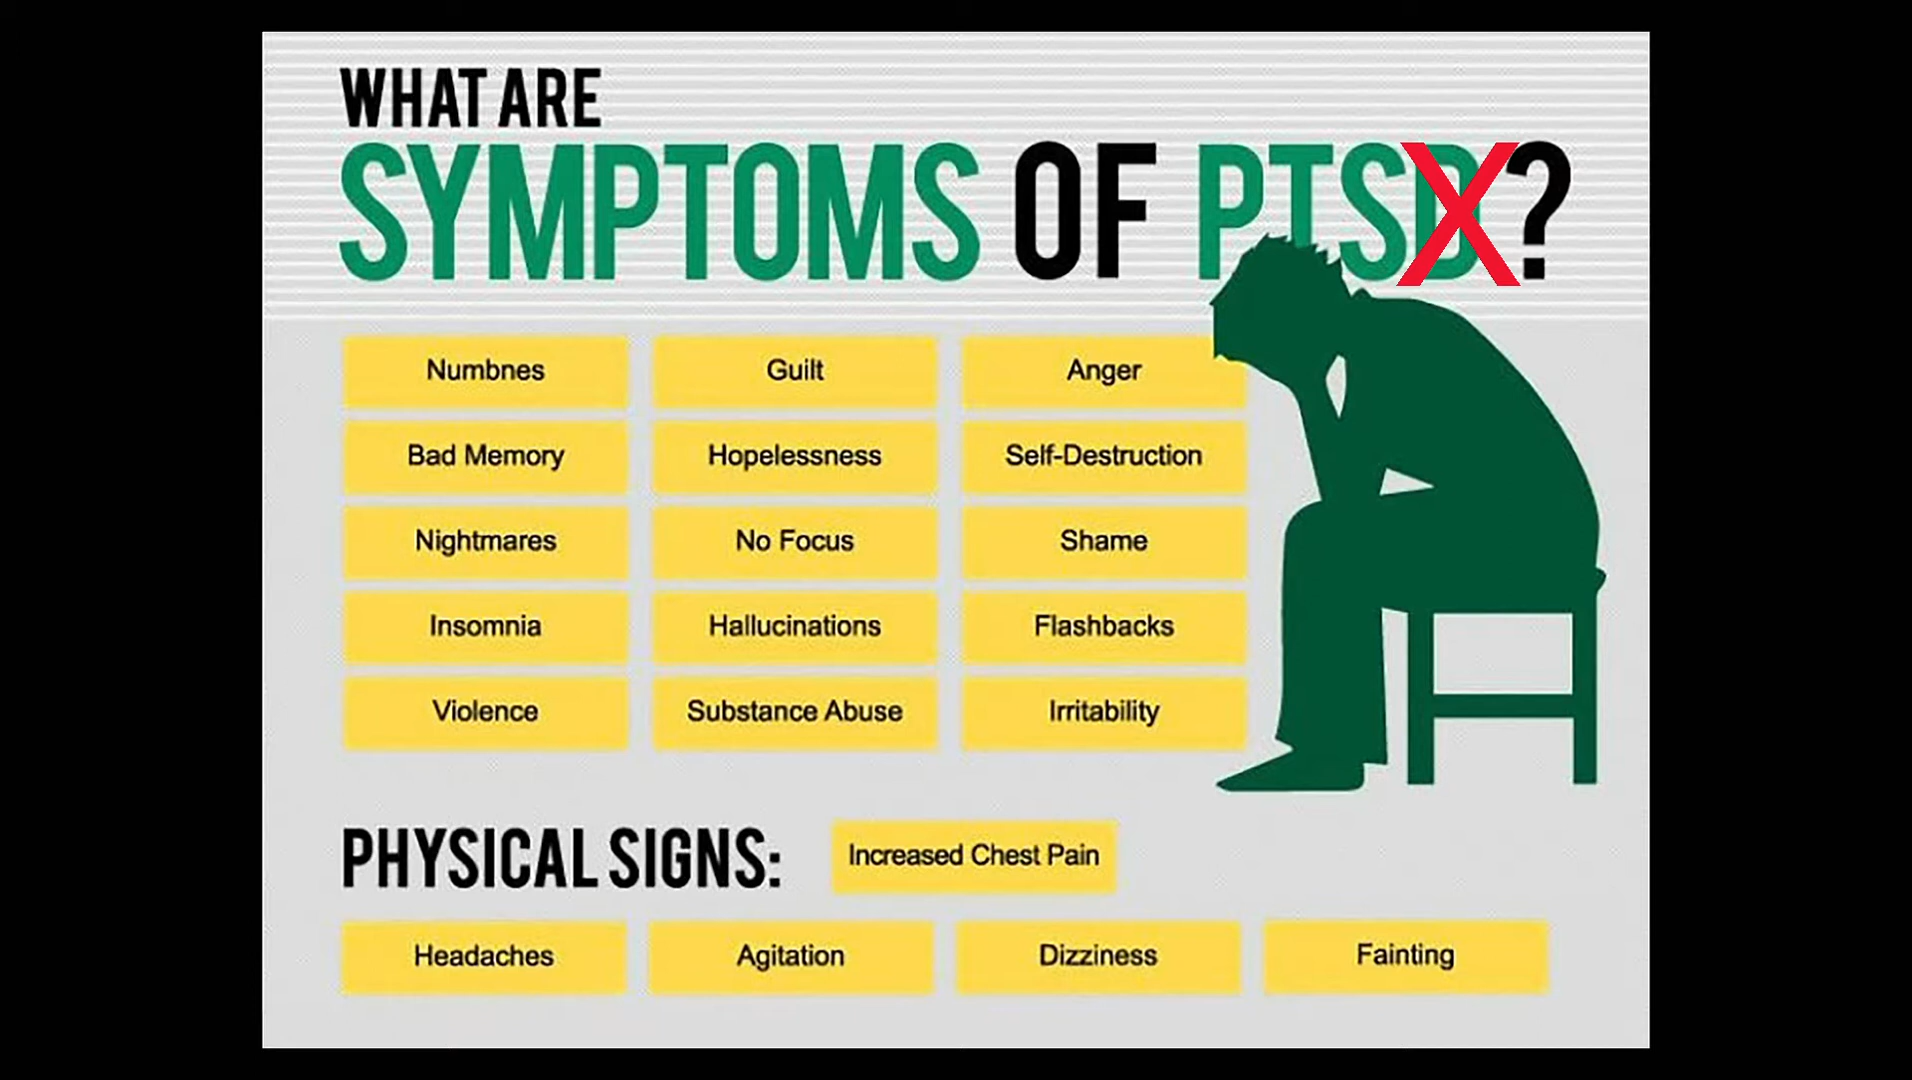 WHAT ARE
SYMPTOMS OF PTSD?
X
Numbnes Guilt Anger
Bad Memory Hopelessness Self-Destruction
Nightmares No Focus Shame
Insomnia Hallucinations Flashbacks
Violence Substance Abuse Irritability
PHYSICAL SIGNS: Increased Chest Pain
Headaches Agitation Dizziness Fainting